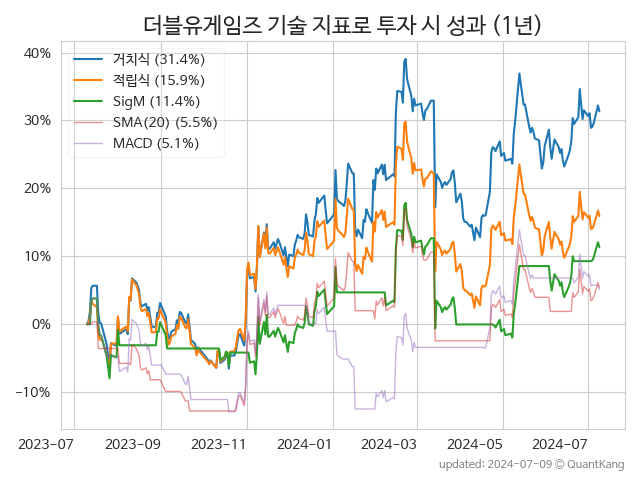 더블유게임즈 기술 지표로 투자 시 성과 (1년)
거치식 (31.4%)
적립식 (15.9%)
SigM (11.4%)
SMA(20) (5.5%)
MACD (5.1%)
40%
30%
20%
10%
0%
−10%
2023-07 2023-09 2023-11 2024-01 2024-03 2024-05 2024-07
updated: 2024-07-09 ⓒ QuantKang